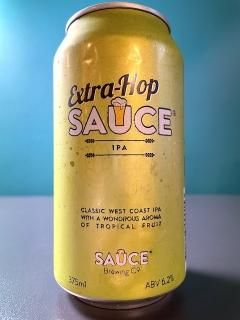 Extra-Hop
SAUCE®
IPA
CLASSIC WEST COAST IPA
WITH A WONDROUS AROMA
OF TROPICAL FRUIT
SAUCE®
Brewing Co
375ml
ABV 6.2%